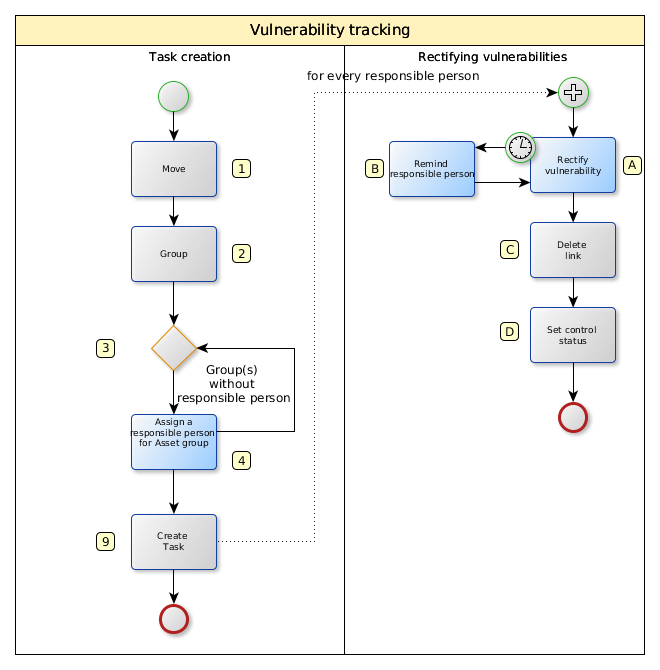 Vulnerability tracking
Task creation
Move
1
Group
2
3
Group(s)
without
responsible person
Assign a
responsible person
for Asset group
4
9
Create
Task
Rectifying vulnerabilities
for every responsible person
B
Remind
responsible person
Rectify
vulnerability
A
C
Delete
link
D
Set control
status